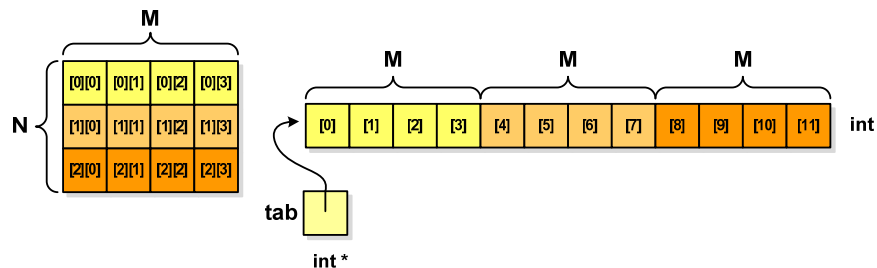 M
N
[0][0] [0][1] [0][2] [0][3]
[1][0] [1][1] [1][2] [1][3]
[2][0] [2][1] [2][2] [2][3]
M M M
[0] [1] [2] [3] [4] [5] [6] [7] [8] [9] [10] [11] int
tab
int *